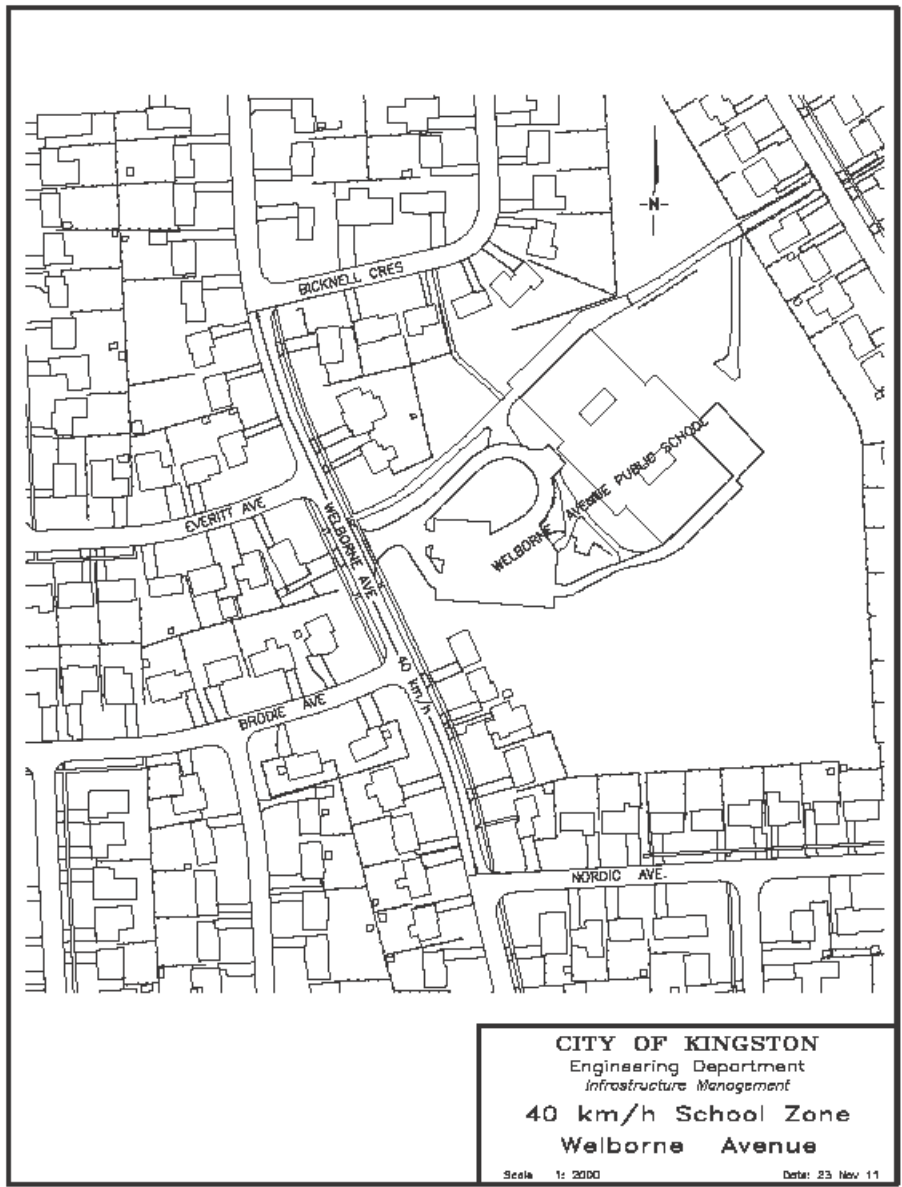 N
BICKNELL CRES
EVERITT AVE
WELBORNE AVE
WELBORNE AVENUE PUBLIC SCHOOL
40 km/h
BRODIE AVE
NORDIC AVE.
CITY OF KINGSTON
Engineering Department
Infrastructure Management
40 km/h School Zone
Welborne Avenue
Scale 1: 2000 Date: 23 Nov 11